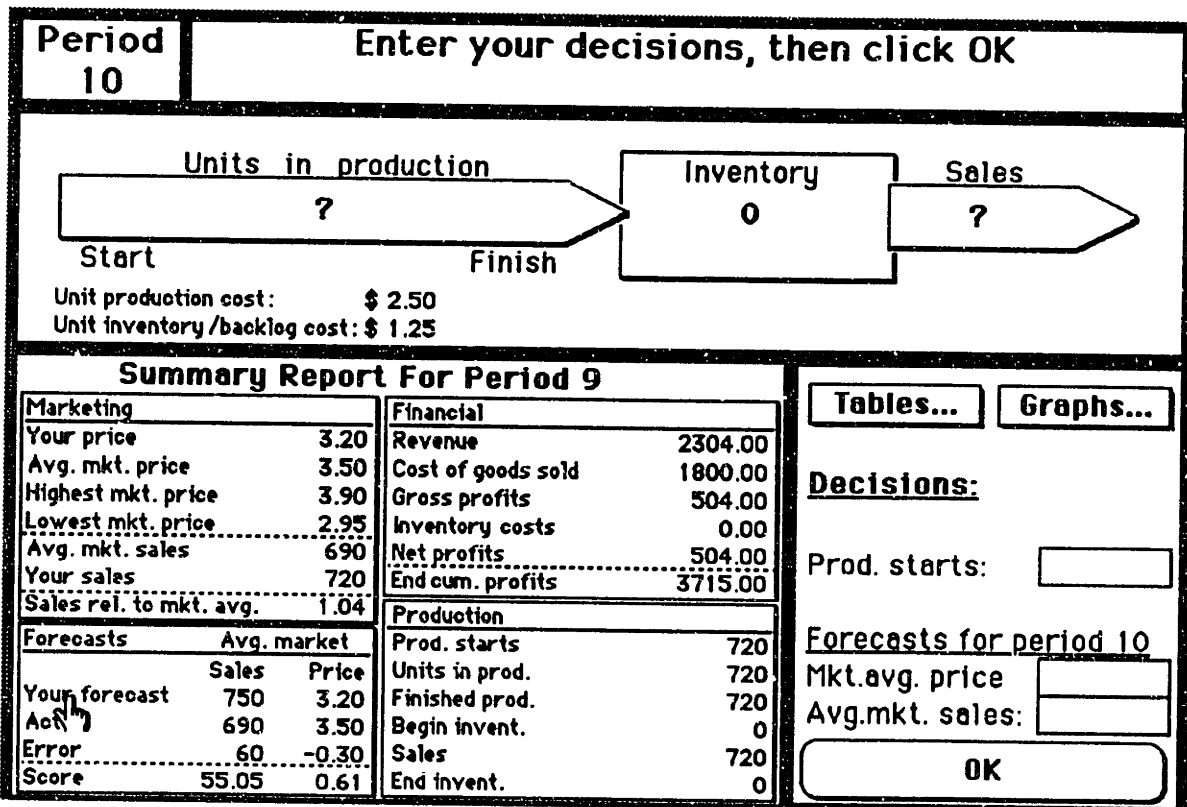 Period
10
Enter your decisions, then click OK
Units in production
?
Start
Finish
Inventory
0
Sales
?
Unit production cost: $ 2.50
Unit inventory/backlog cost: $ 1.25
Summary Report For Period 9
Marketing
Your price 3.20
Avg. mkt. price 3.50
Highest mkt. price 3.90
Lowest mkt. price 2.95
Avg. mkt. sales 690
Your sales 720
Sales rel. to mkt. avg. 1.04
Forecasts Avg. market
Sales Price
Your forecast 750 3.20
690 3.50
Error 60 -0.30
Score 55.05 0.61
Financial
Revenue 2304.00
Cost of goods sold 1800.00
Gross profits 504.00
Inventory costs 0.00
Net profits 504.00
End cum. profits 3715.00
Production
Prod. starts 720
Units in prod. 720
Finished prod. 720
Begin invent. 0
Sales 720
End invent. 0
Tables... Graphs...
Decisions:
Prod. starts:
Forecasts for period 10
Mkt.avg. price
Avg.mkt. sales:
OK